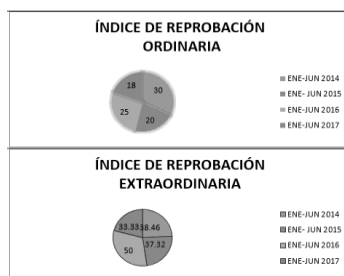 ÍNDICE DE REPROBACIÓN
ORDINARIA
18
30
25
20
ENE-JUN 2014
ENE- JUN 2015
ENE-JUN 2016
ENE-JUN 2017
ÍNDICE DE REPROBACIÓN
EXTRAORDINARIA
33.33 38.46
50
37.32
ENE-JUN 2014
ENE- JUN 2015
ENE-JUN 2016
ENE-JUN 2017